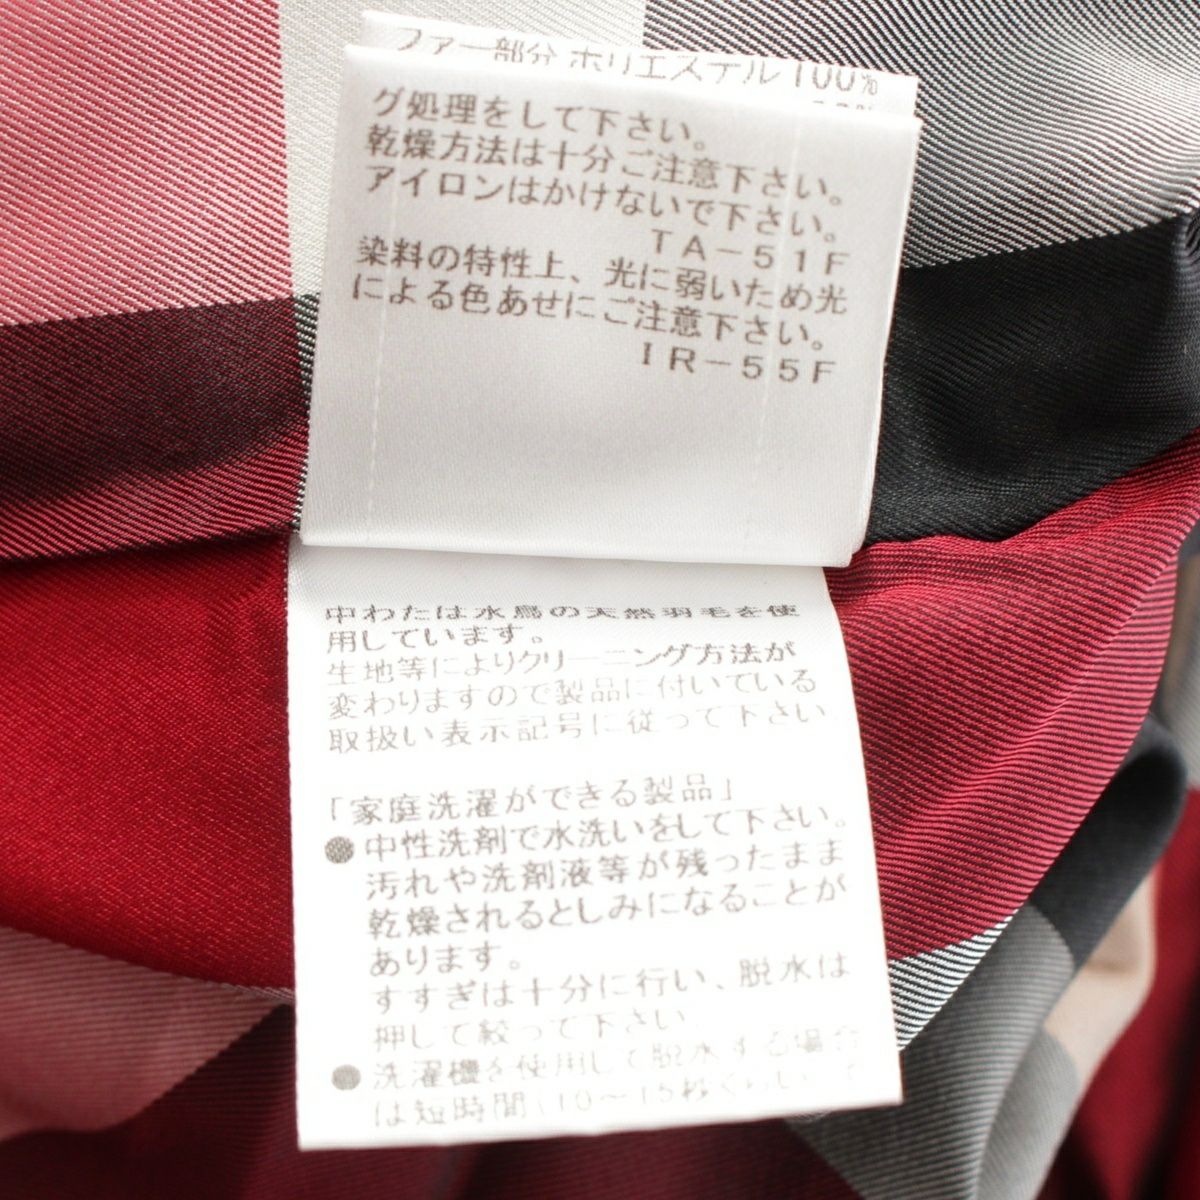 ファー部分 ポリエステル 100%
グ処理をして下さい。
乾燥方法は十分ご注意下さい。
アイロンはかけないで下さい。
TA-51F
染料の特性上、光に弱いため光
による色あせにご注意下さい。
IR-55F
中わたは水鳥の天然羽毛を使
用しています。
生地等によりクリーニング方法が
変わりますので製品に付いている
取扱い表示記号に従って下さい
「家庭洗濯ができる製品」
●中性洗剤で水洗いをして下さい。
汚れや洗剤液等が残ったまま
乾燥されるとしみになることが
あります。
すすぎは十分に行い、脱水は
押して絞って下さい
●洗濯機を使用して脱水する場合
は短時間(10〜15秒くらい)で